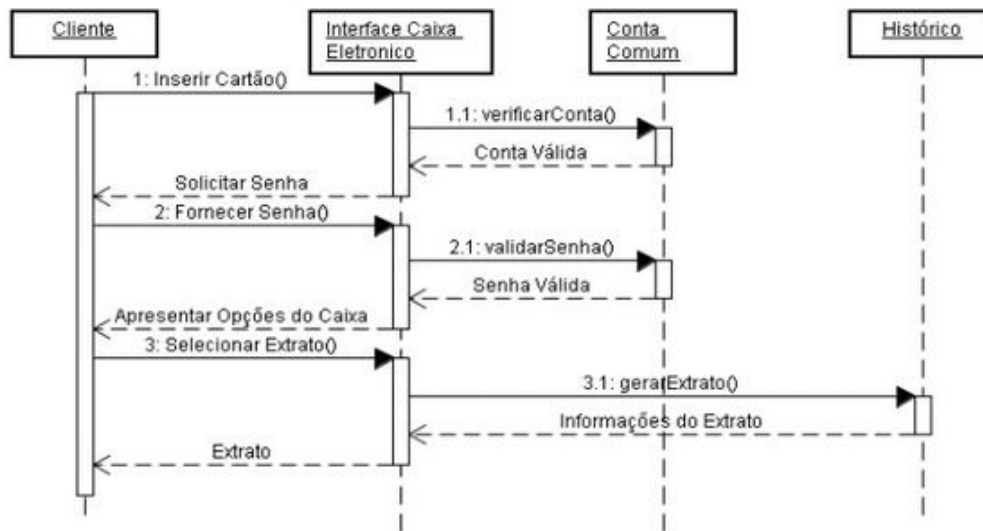 Cliente
Interface Caixa
Eletronico
Conta
Comum
Histórico
1: Inserir Cartão()
1.1: verificarConta()
Conta Válida
Solicitar Senha
2: Fornecer Senha()
2.1: validarSenha()
Senha Válida
Apresentar Opções do Caixa
3: Selecionar Extrato()
3.1: gerarExtrato()
Informações do Extrato
Extrato